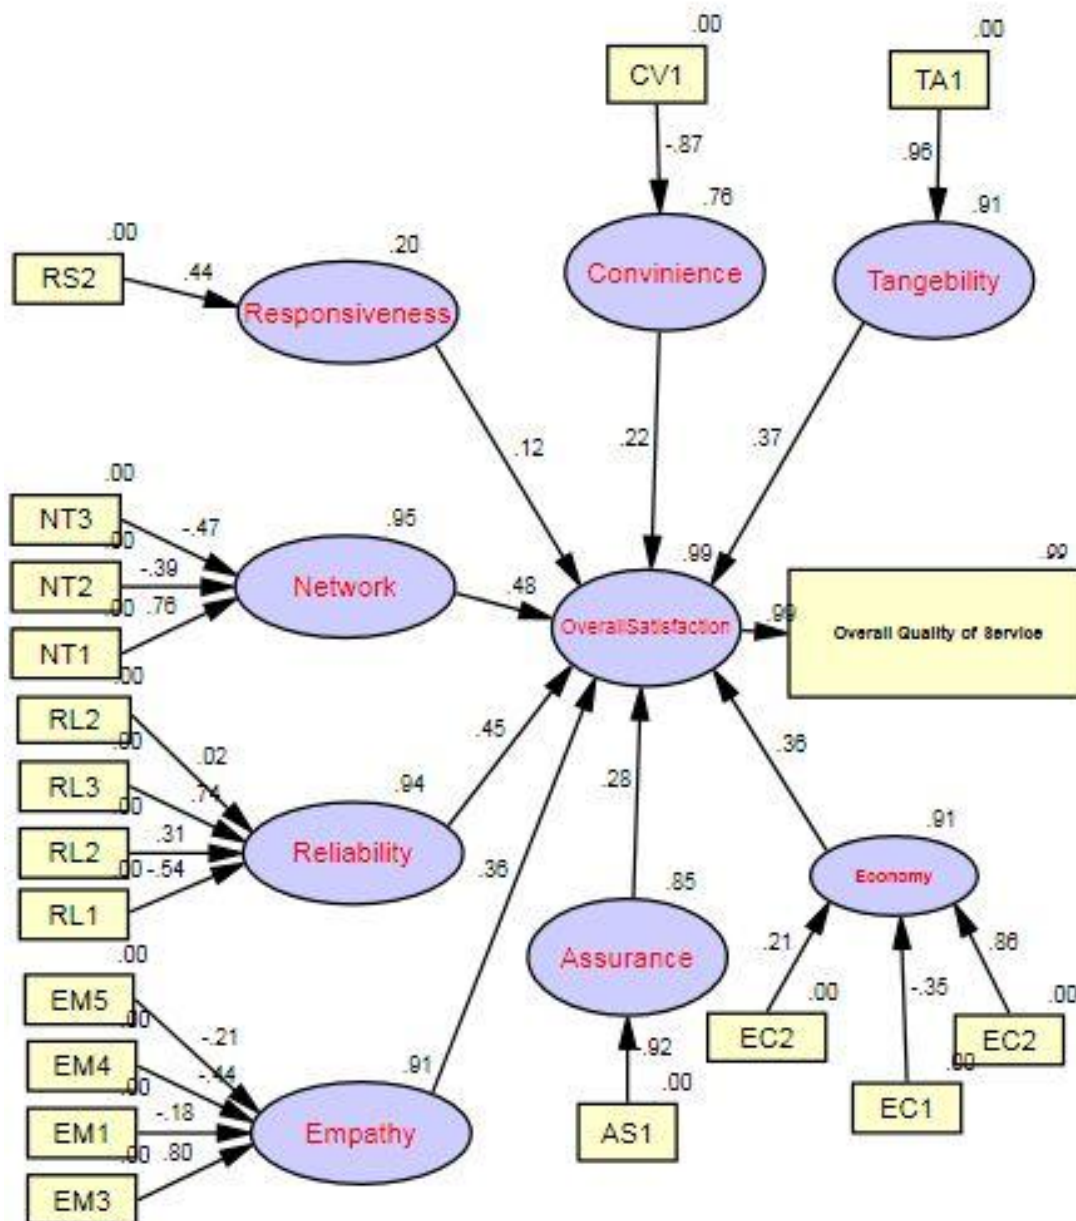 .00
.00
CV1
TA1
-.87
.96
.00
.20
.76
.91
RS2
.44
Responsiveness
Convinience
Tangebility
.12
.22
.37
.00
NT3
-.47
.95
.00
NT2
-.39
Network
.48
.99
.99
.00
.76
NT1
OverallSatisfaction
.99
Overall Quality of Service
.00
RL2
.00
.02
.45
.36
RL3
.74
.94
.28
.00
RL2
.31
Reliability
.36
.91
.00
-.54
RL1
.85
Economy
.00
Assurance
.21
-.35
.86
EM5
.00
-.21
.00
.00
EM4
-.44
.91
-.92
EC2
EC2
.00
.00
.00
EM1
-.18
Empathy
AS1
EC1
.00
.80
EM3